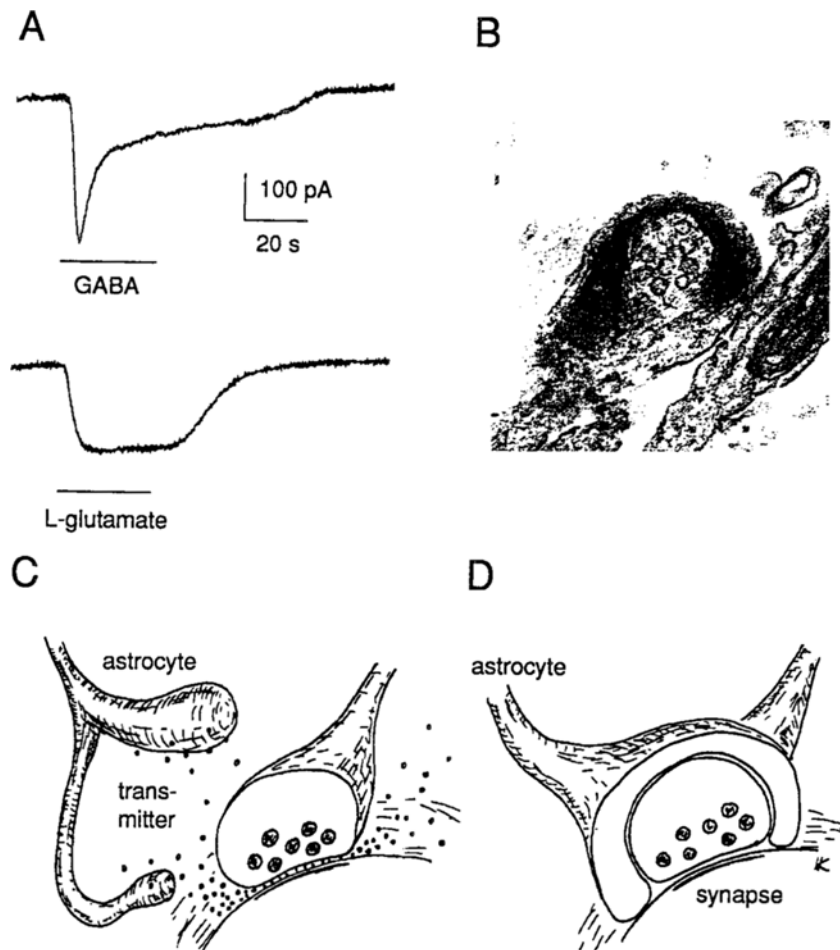 A
B
100 pA
20 s
GABA
L-glutamate
C
D
astrocyte
trans-
mitter
astrocyte
synapse